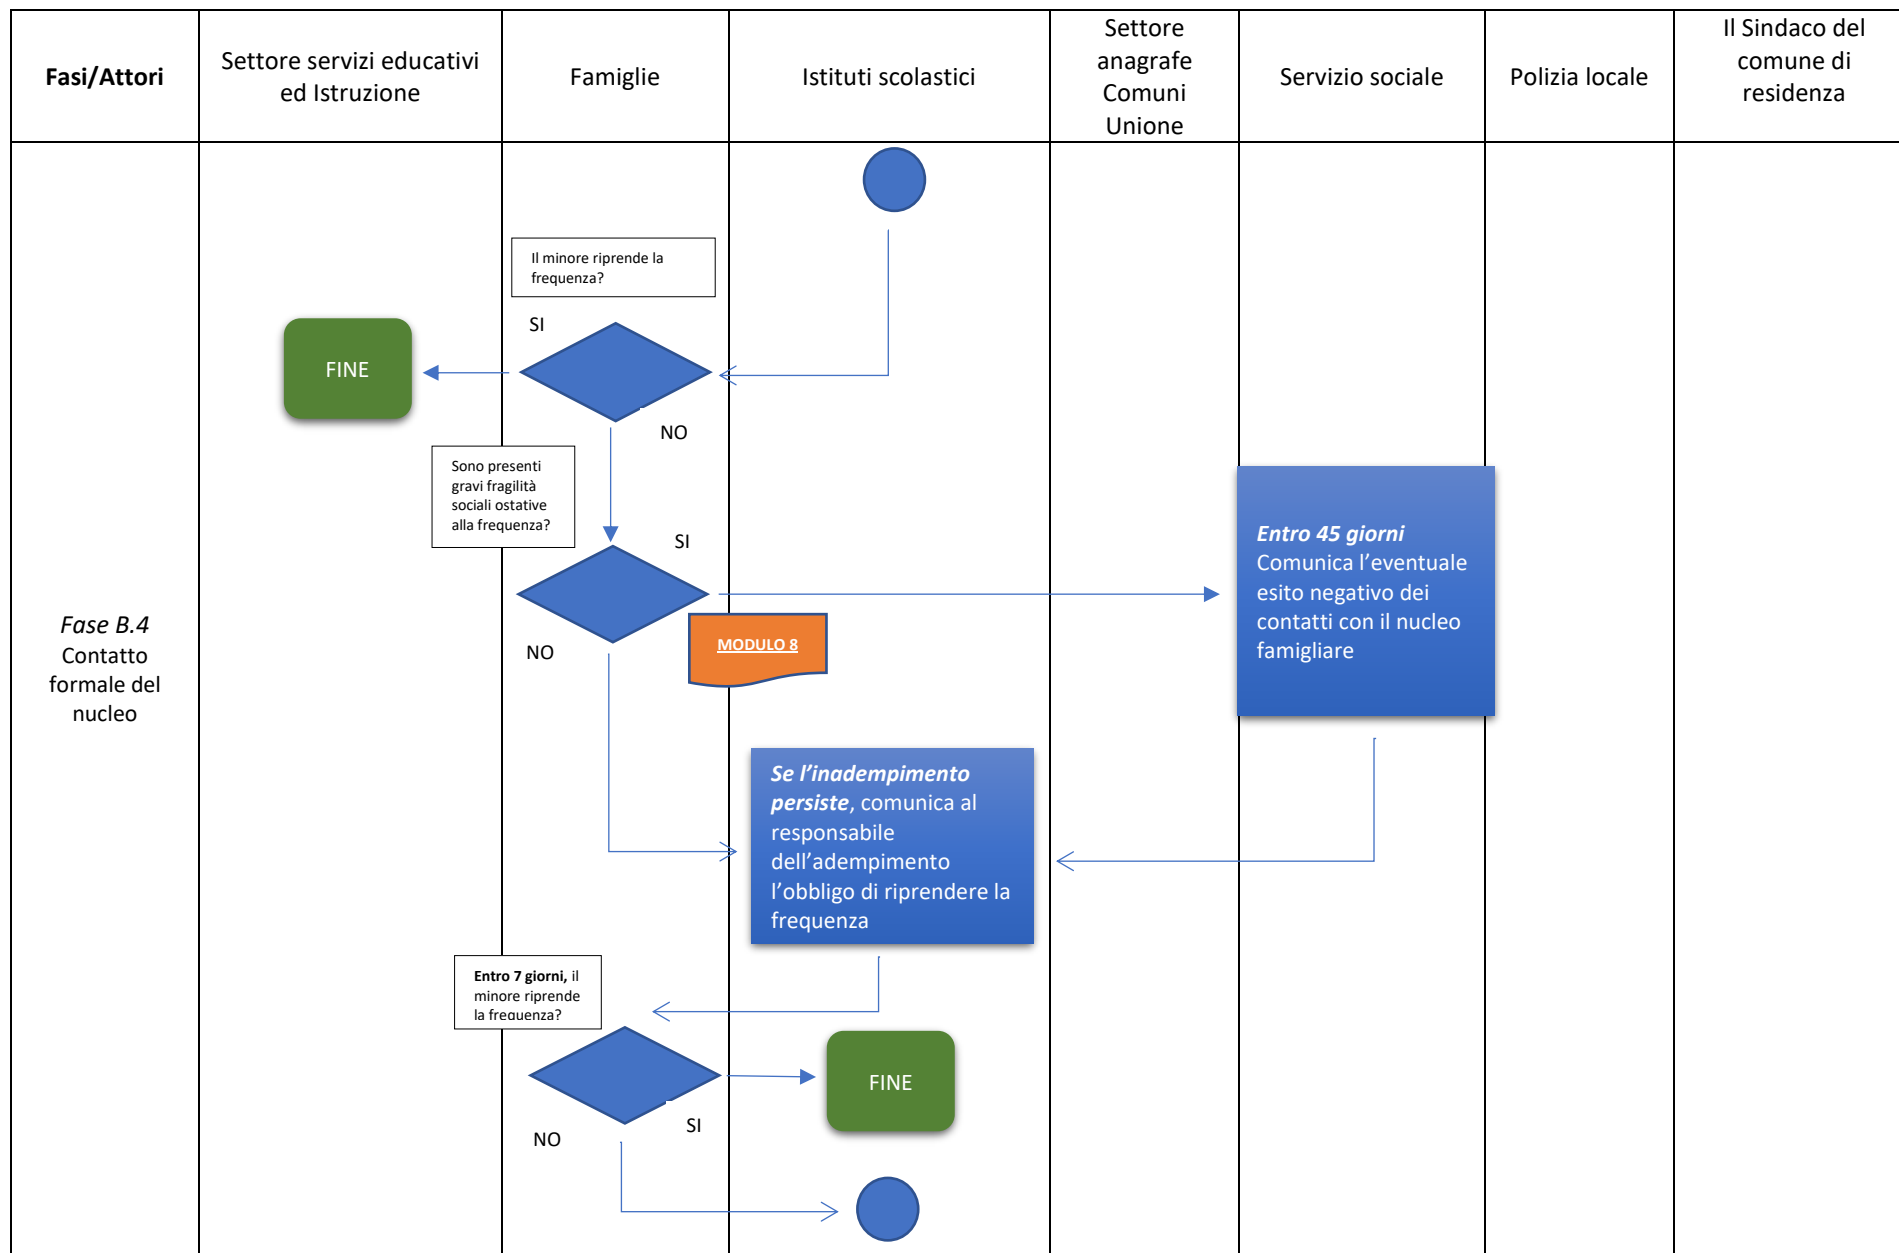 Fasi/Attori
Settore servizi educativi
ed Istruzione
Famiglie
Istituti scolastici
Settore
anagrafe
Comuni
Unione
Servizio sociale
Polizia locale
Il Sindaco del
comune di
residenza
Fase B.4
Contatto
formale del
nucleo
Il minore riprende la
frequenza?
SI
FINE
NO
Sono presenti
gravi fragilità
sociali ostative
alla frequenza?
SI
NO
MODULO 8
Entro 45 giorni
Comunica l’eventuale
esito negativo dei
contatti con il nucleo
famigliare
Se l’inadempimento
persiste, comunica al
responsabile
dell’adempimento
l’obbligo di riprendere la
frequenza
Entro 7 giorni, il
minore riprende
la frequenza?
FINE
SI
NO